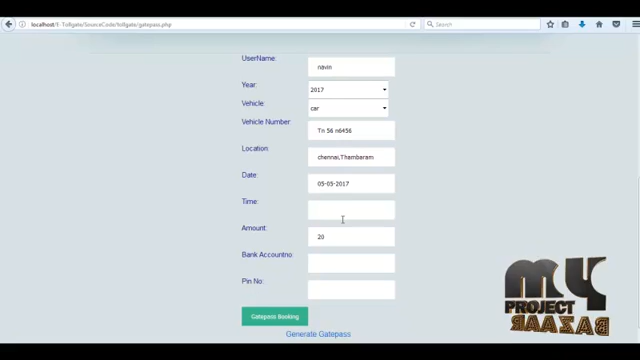 localhost/E-Tollgate/SourceCode/tollgate/gatepass.php
Search
UserName:
navin
Year:
2017
Vehicle:
car
Vehicle Number
Tn 56 n6456
Location:
chennai,Thambaram
Date:
05-05-2017
Time:
Amount:
20
Bank Accountno
Pin No:
Gatepass Booking
Generate Gatepass
my
PROJECT
BAZAAR